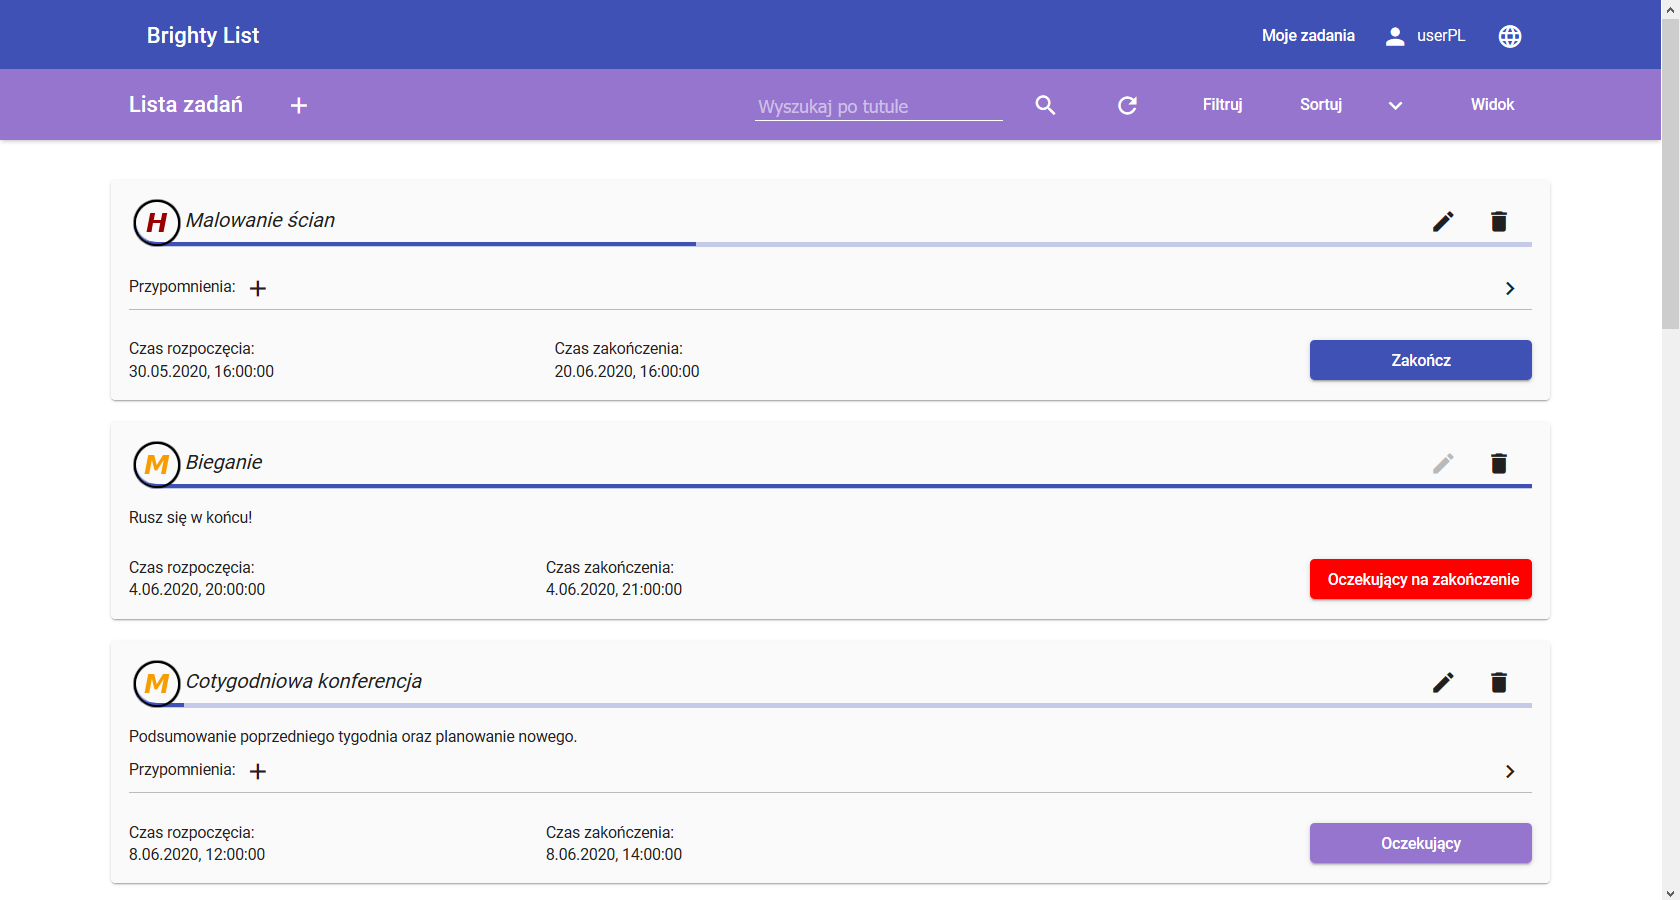 Brighty List
Moje zadania
userPL
Lista zadań
Wyszukaj po tutule
Filtruj
Sortuj
Widok
H Malowanie ścian
Przypomnienia:
Czas rozpoczęcia:
30.05.2020, 16:00:00
Czas zakończenia:
20.06.2020, 16:00:00
Zakończ
M Bieganie
Rusz się w końcu!
Czas rozpoczęcia:
4.06.2020, 20:00:00
Czas zakończenia:
4.06.2020, 21:00:00
Oczekujący na zakończenie
M Cotygodniowa konferencja
Podsumowanie poprzedniego tygodnia oraz planowanie nowego.
Przypomnienia:
Czas rozpoczęcia:
8.06.2020, 12:00:00
Czas zakończenia:
8.06.2020, 14:00:00
Oczekujący